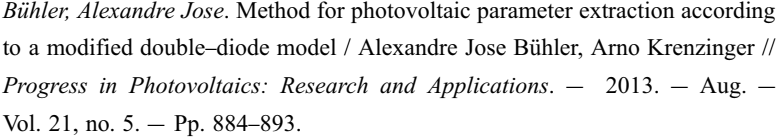 Bühler, Alexandre Jose. Method for photovoltaic parameter extraction according
to a modified double–diode model / Alexandre Jose Bühler, Arno Krenzinger //
Progress in Photovoltaics: Research and Applications. — 2013. — Aug. —
Vol. 21, no. 5. — Pp. 884–893.